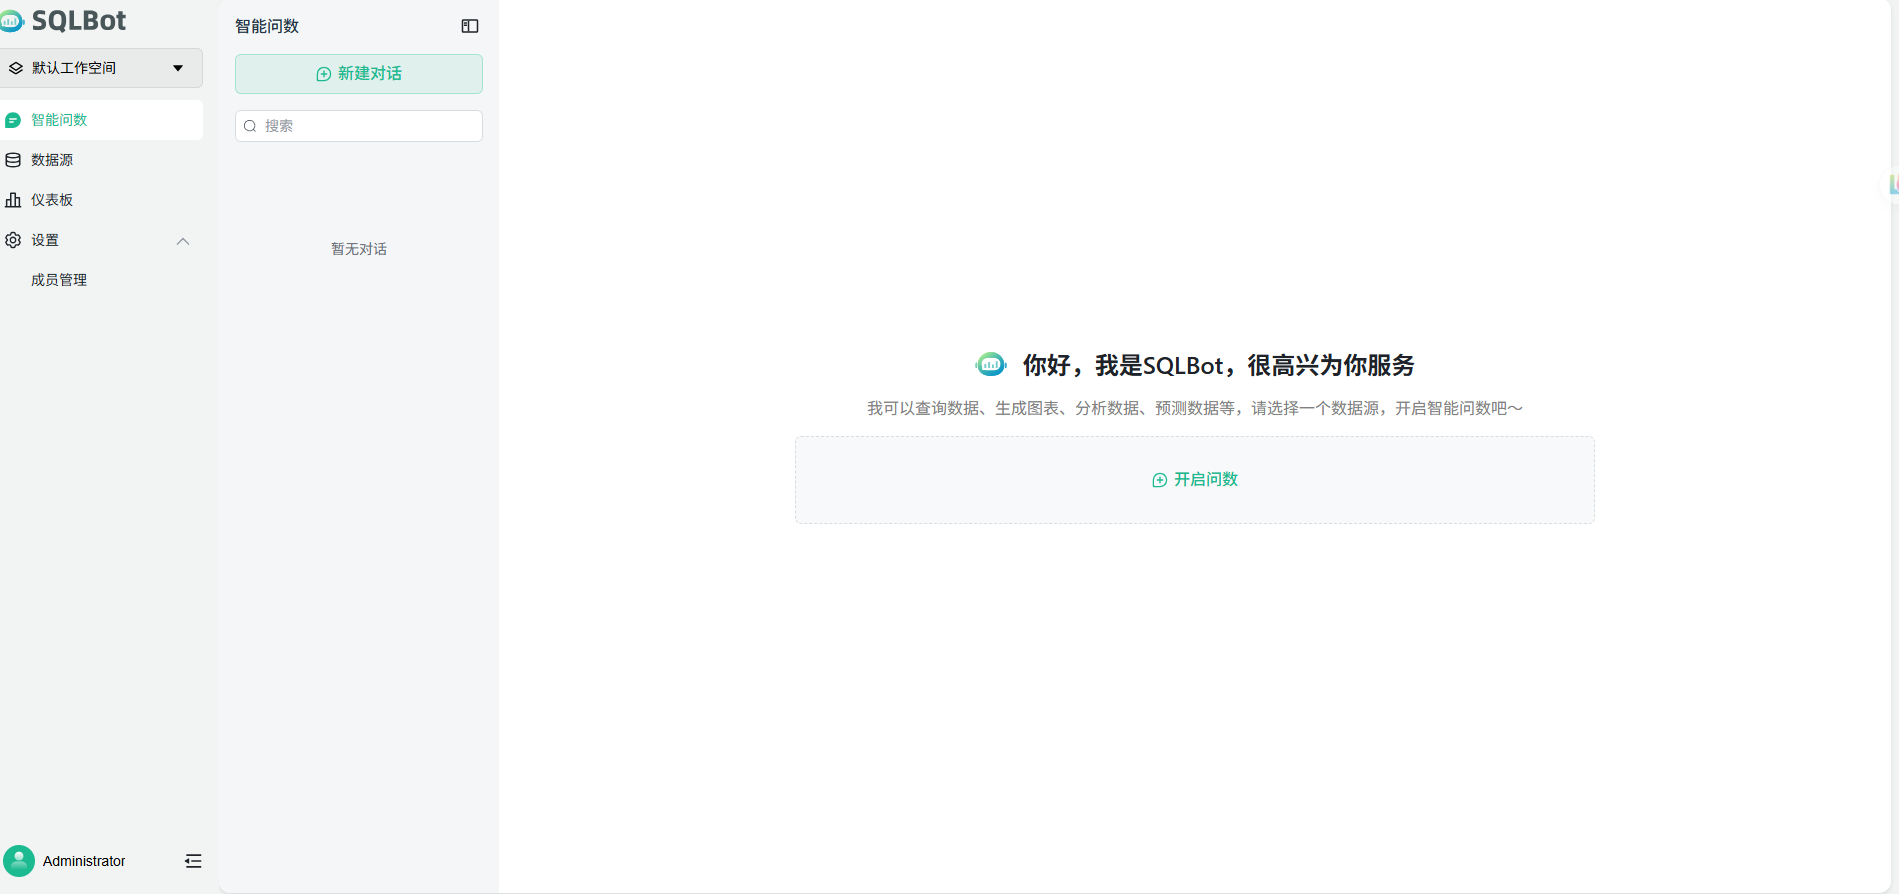 SQLBot
默认工作空间
智能问数
数据源
仪表板
设置
成员管理
Administrator
智能问数
新建对话
搜索
暂无对话
你好，我是SQLBot，很高兴为你服务
我可以查询数据、生成图表、分析数据、预测数据等，请选择一个数据源，开启智能问数吧～
开启问数